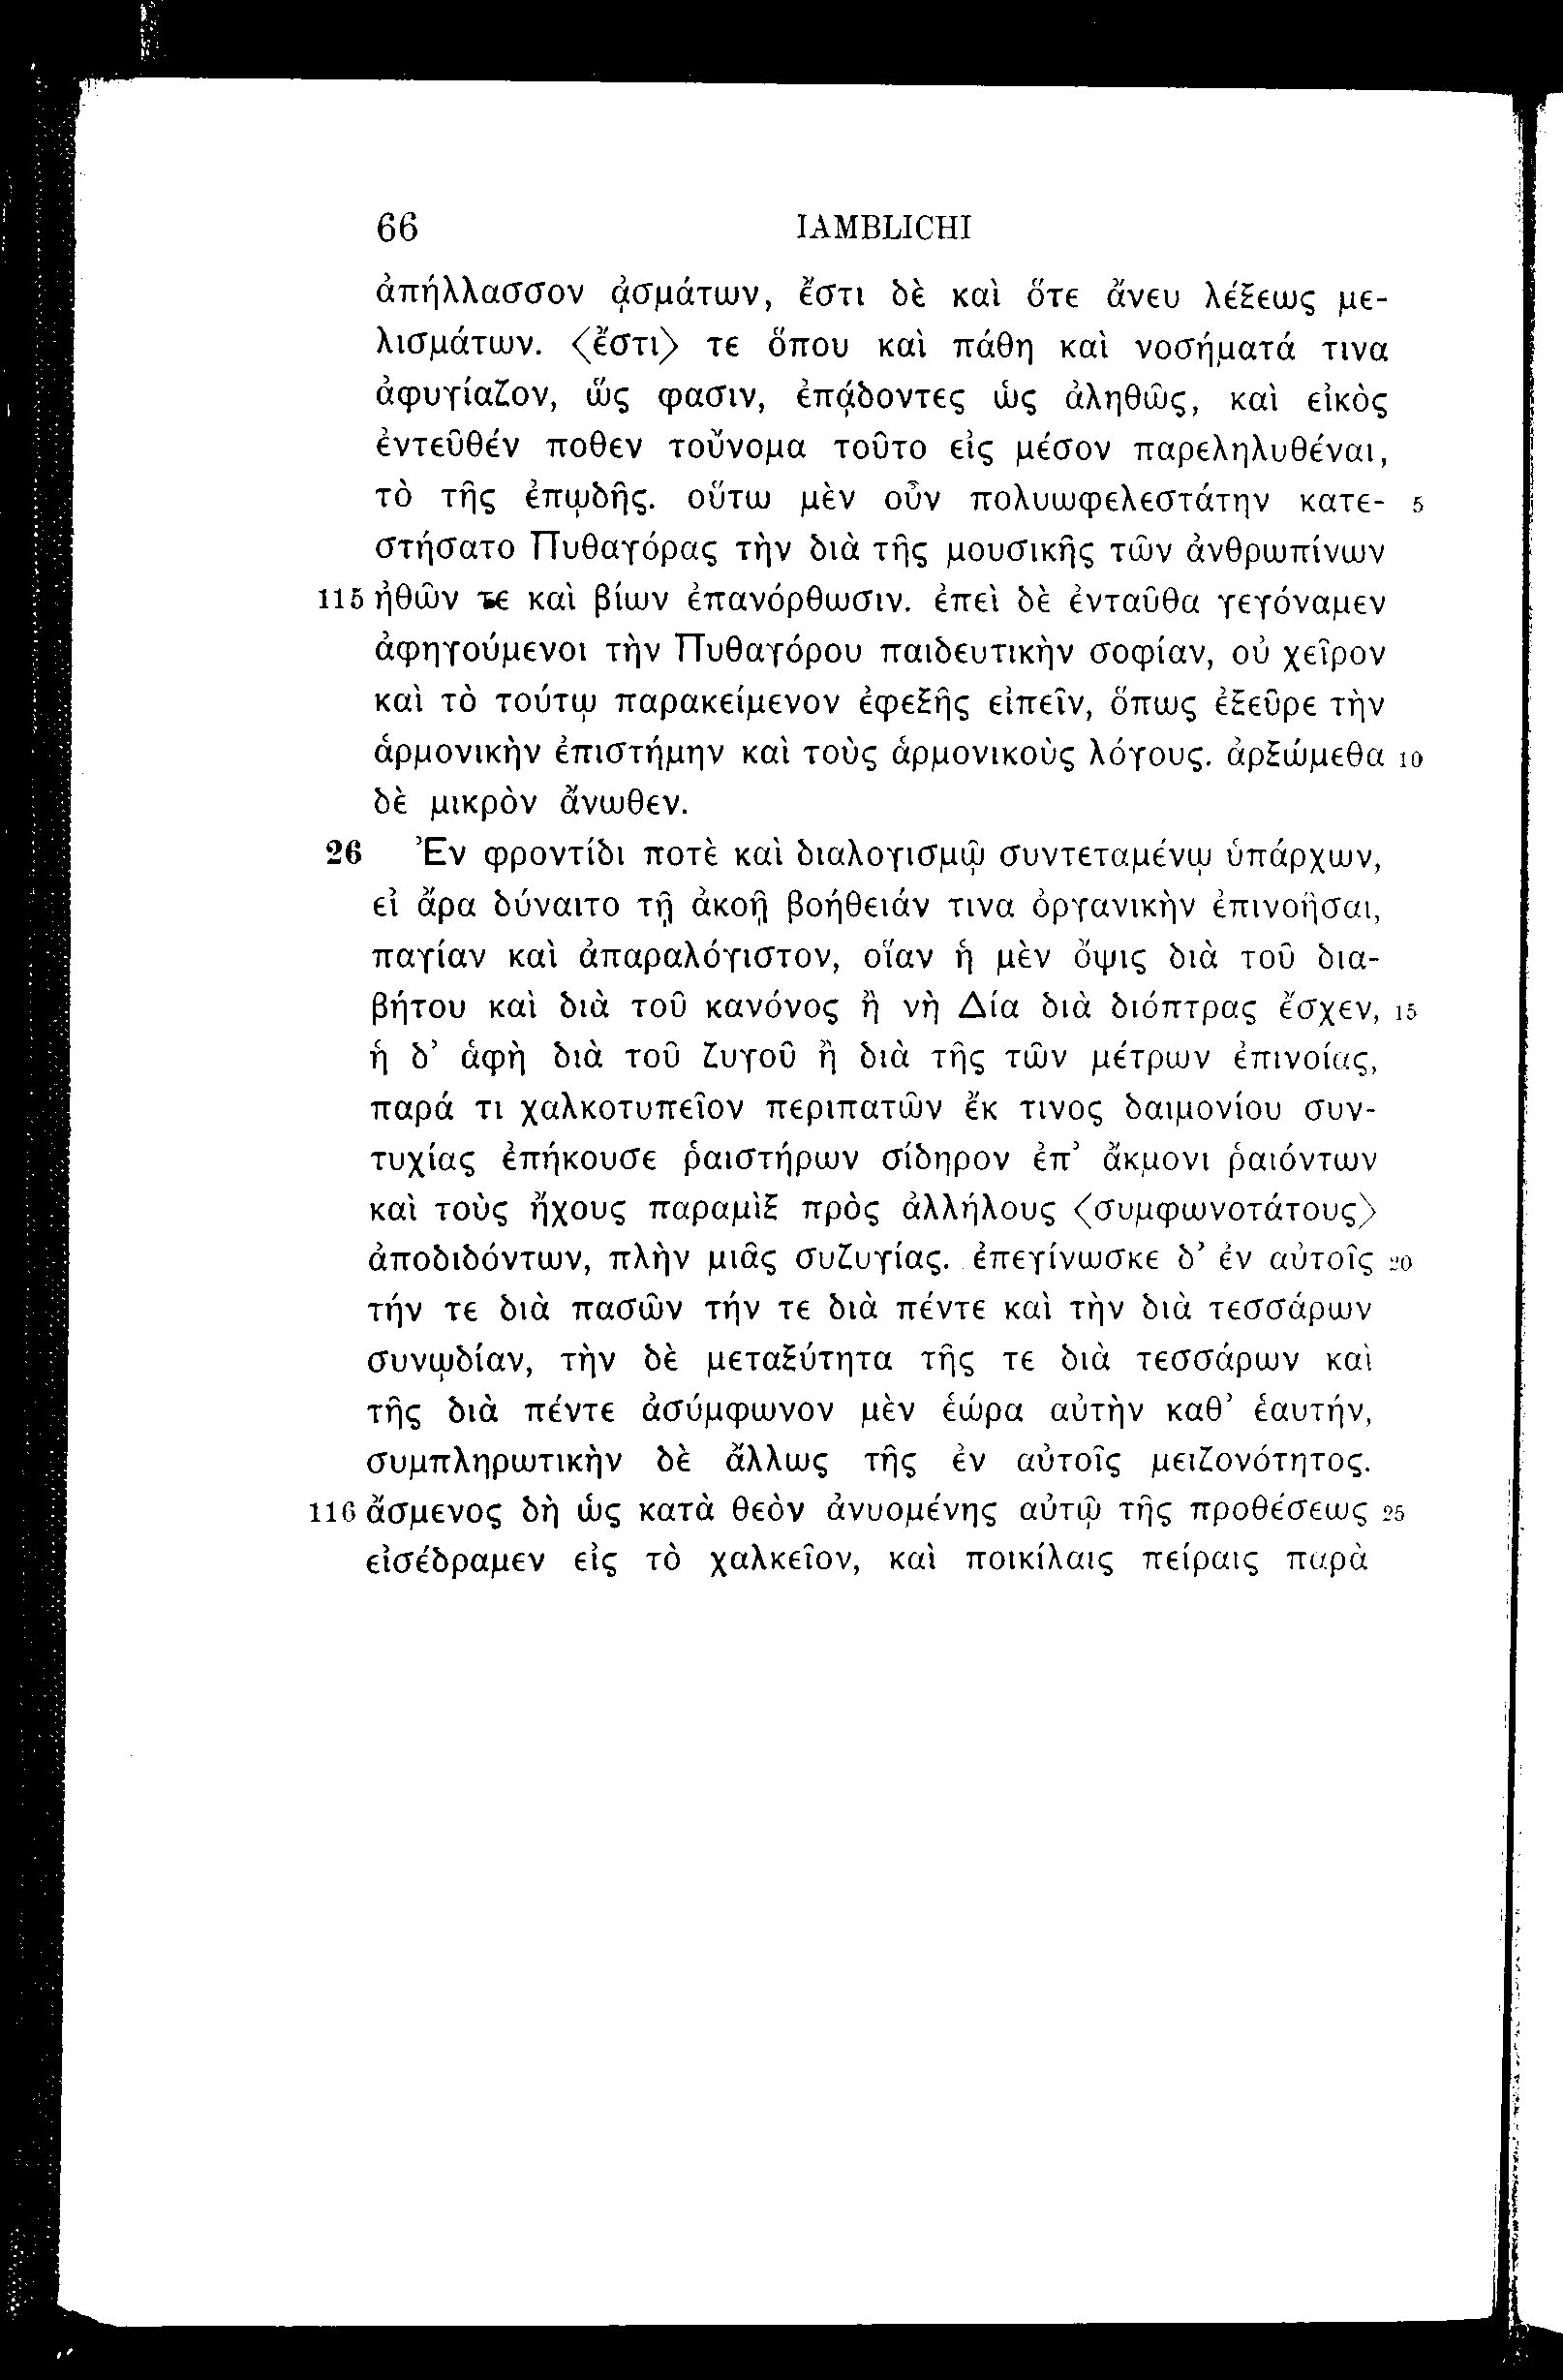 66 IAMBLICHI
ἀπήλλασσον ᾀσμάτων, ἔστι δὲ καὶ ὅτε ἄνευ λέξεως με-
λισμάτων. 〈ἔστι〉 τε ὅπου καὶ πάθη καὶ νοσήματά τινα
ἀφυγίαζον, ὥς φασιν, ἐπᾴδοντες ὡς ἀληθῶς, καὶ εἰκὸς
ἐντεῦθέν ποθεν τοὔνομα τοῦτο εἰς μέσον παρεληλυθέναι,
τὸ τῆς ἐπῳδῆς. οὕτω μὲν οὖν πολυωφελεστάτην κατε- 5
στήσατο Πυθαγόρας τὴν διὰ τῆς μουσικῆς τῶν ἀνθρωπίνων
115 ἠθῶν τε καὶ βίων ἐπανόρθωσιν. ἐπεὶ δὲ ἐνταῦθα γεγόναμεν
ἀφηγούμενοι τὴν Πυθαγόρου παιδευτικὴν σοφίαν, οὐ χεῖρον
καὶ τὸ τούτῳ παρακείμενον ἐφεξῆς εἰπεῖν, ὅπως ἐξεῦρε τὴν
ἁρμονικὴν ἐπιστήμην καὶ τοὺς ἁρμονικοὺς λόγους. ἀρξώμεθα 10
δὲ μικρὸν ἄνωθεν.
26 Ἐν φροντίδι ποτὲ καὶ διαλογισμῷ συντεταμένῳ ὑπάρχων,
εἰ ἄρα δύναιτο τῇ ἀκοῇ βοήθειάν τινα ὀργανικὴν ἐπινοῆσαι,
παγίαν καὶ ἀπαραλόγιστον, οἵαν ἡ μὲν ὄψις διὰ τοῦ δια-
βήτου καὶ διὰ τοῦ κανόνος ἢ νὴ Δία διὰ διόπτρας ἔσχεν, 15
ἡ δ’ ἁφὴ διὰ τοῦ ζυγοῦ ἢ διὰ τῆς τῶν μέτρων ἐπινοίας,
παρά τι χαλκοτυπεῖον περιπατῶν ἔκ τινος δαιμονίου συν-
τυχίας ἐπήκουσε ῥαιστήρων σίδηρον ἐπ’ ἄκμονι ῥαιόντων
καὶ τοὺς ἤχους παραμὶξ πρὸς ἀλλήλους 〈συμφωνοτάτους〉
ἀποδιδόντων, πλὴν μιᾶς συζυγίας. ἐπεγίνωσκε δ’ ἐν αὐτοῖς 20
τήν τε διὰ πασῶν τήν τε διὰ πέντε καὶ τὴν διὰ τεσσάρων
συνῳδίαν, τὴν δὲ μεταξύτητα τῆς τε διὰ τεσσάρων καὶ
τῆς διὰ πέντε ἀσύμφωνον μὲν ἑώρα αὐτὴν καθ’ ἑαυτήν,
συμπληρωτικὴν δὲ ἄλλως τῆς ἐν αὐτοῖς μειζονότητος.
116 ἄσμενος δὴ ὡς κατὰ θεὸν ἀνυομένης αὐτῷ τῆς προθέσεως 25
εἰσέδραμεν εἰς τὸ χαλκεῖον, καὶ ποικίλαις πείραις παρὰ